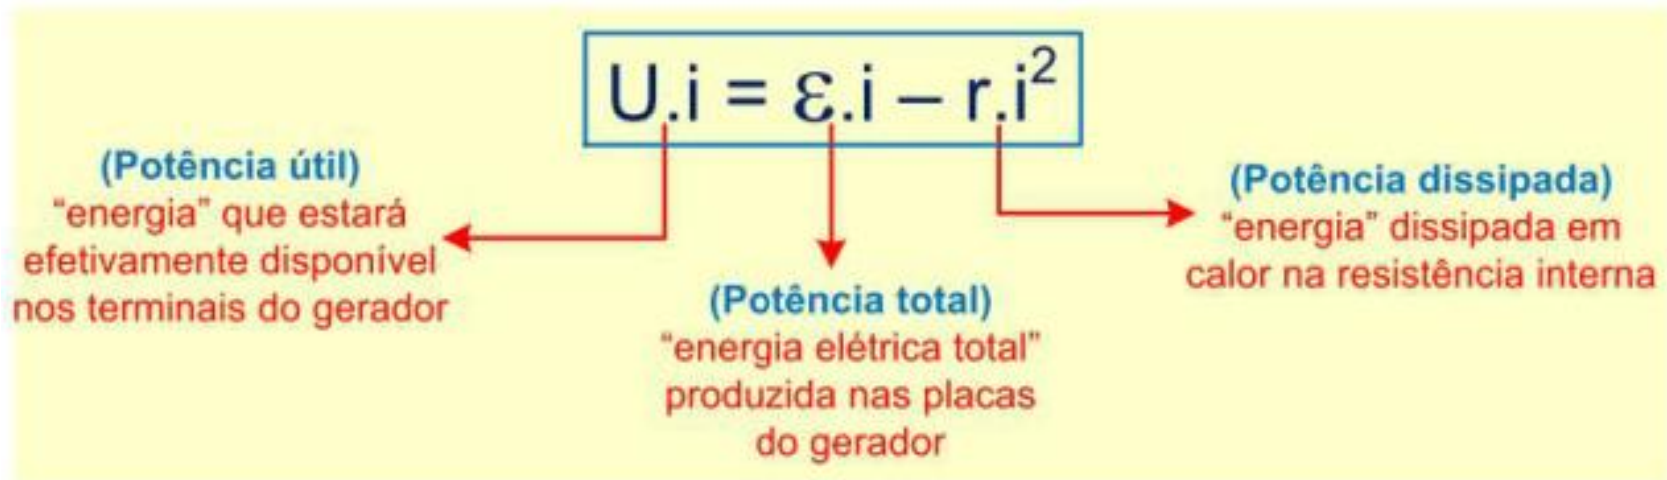 U.i = ε.i – r.i²
(Potência útil)
“energia” que estará
efetivamente disponível
nos terminais do gerador
(Potência total)
“energia elétrica total”
produzida nas placas
do gerador
(Potência dissipada)
“energia” dissipada em
calor na resistência interna